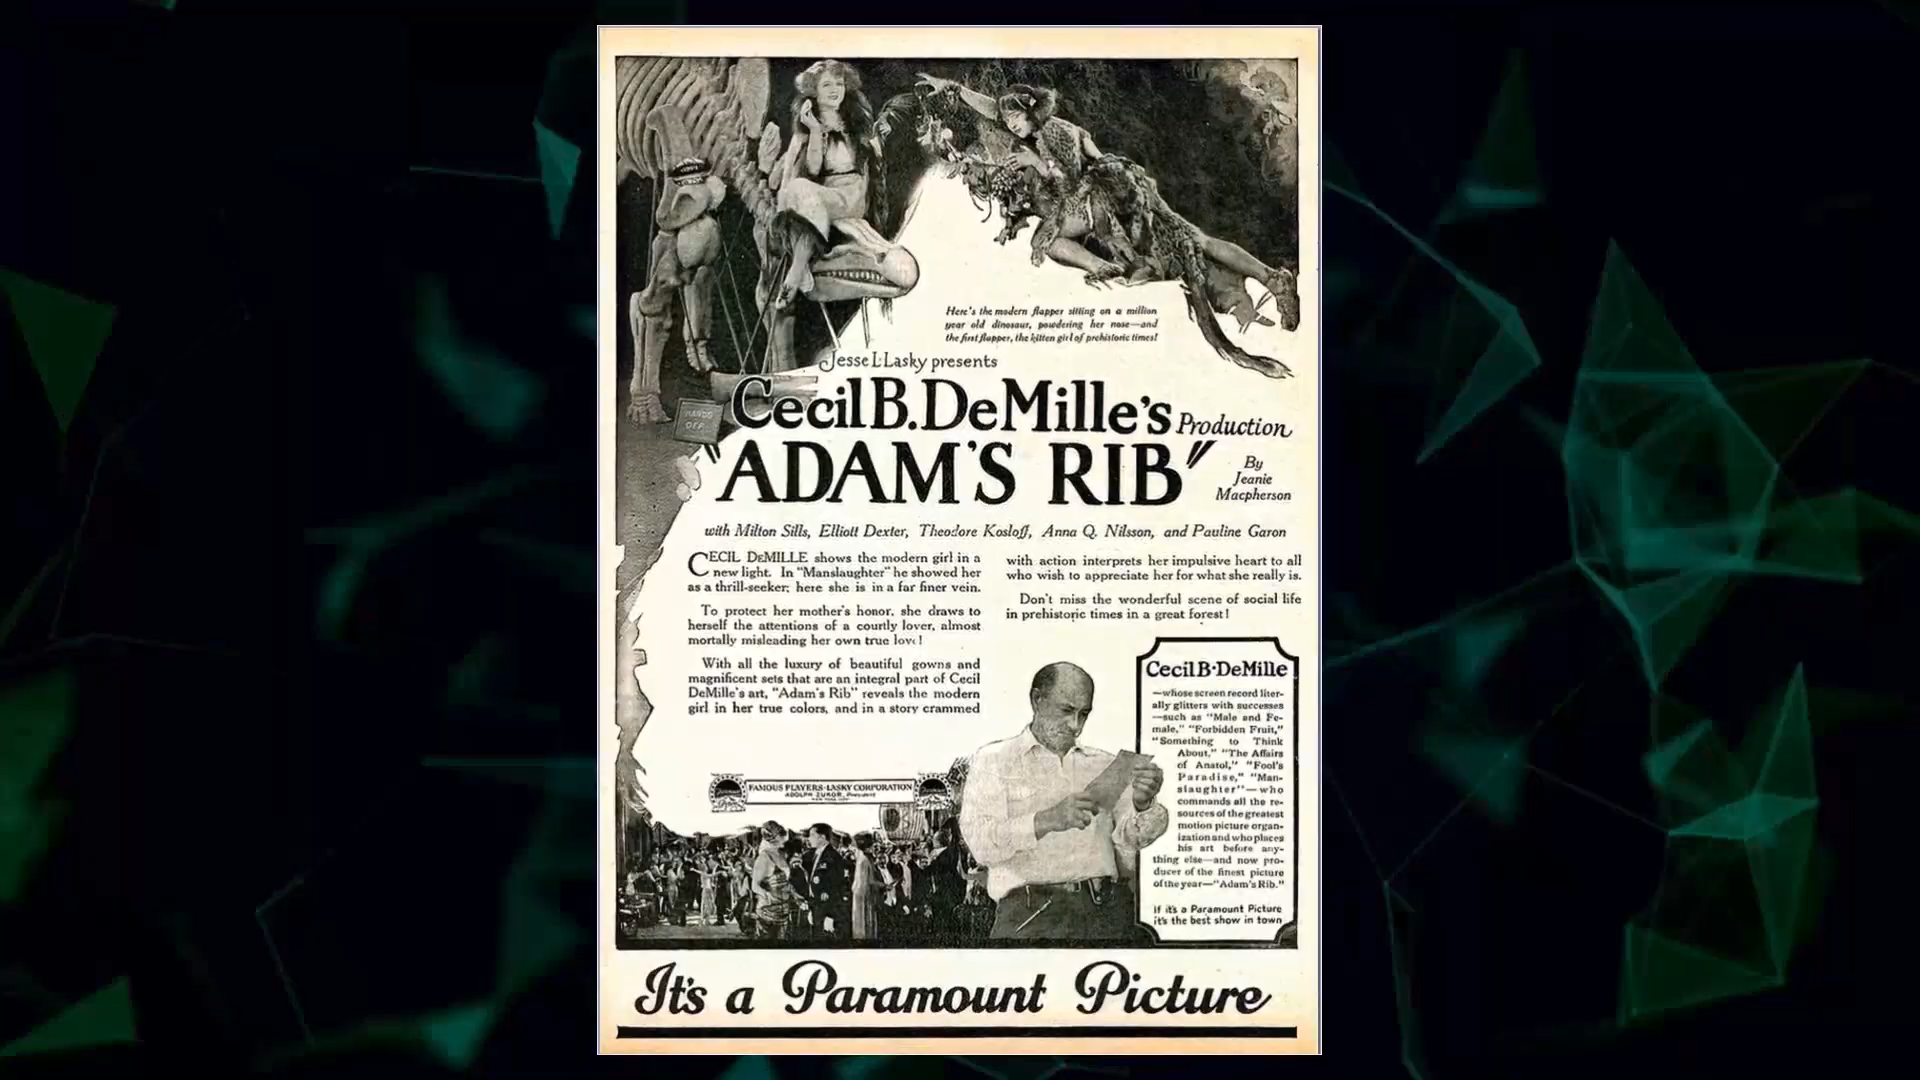 Here's the modern flapper sitting on a million
year old dinosaur, powdering her nose—and
the first flapper, the kitten girl of prehistoric times!
Jesse L. Lasky presents
Cecil B. DeMille's Production
"ADAM'S RIB"
By
Jeanie
Macpherson
HANDS
OFF
with Milton Sills, Elliott Dexter, Theodore Kosloff, Anna Q. Nilsson, and Pauline Garon
CECIL DEMILLE shows the modern girl in a
new light. In "Manslaughter" he showed her
as a thrill-seeker; here she is in a far finer vein.
To protect her mother's honor, she draws to
herself the attentions of a courtly lover, almost
mortally misleading her own true love!
With all the luxury of beautiful gowns and
magnificent sets that are an integral part of Cecil
DeMille's art, "Adam's Rib" reveals the modern
girl in her true colors, and in a story crammed
with action interprets her impulsive heart to all
who wish to appreciate her for what she really is.
Don't miss the wonderful scene of social life
in prehistoric times in a great forest!
Cecil B. DeMille
—whose screen record liter-
ally glitters with successes
—such as "Male and Fe-
male," "Forbidden Fruit,"
"Something to Think
About," "The Affairs
of Anatol," "Fool's
Paradise," "Man-
slaughter"—who
commands all the re-
sources of the greatest
motion picture organ-
ization and who places
his art before any-
thing else—and now pro-
ducer of the finest picture
of the year—"Adam's Rib."
If it's a Paramount Picture
it's the best show in town
FAMOUS PLAYERS-LASKY CORPORATION
ADOLPH ZUKOR, President
NEW YORK CITY
It's a Paramount Picture